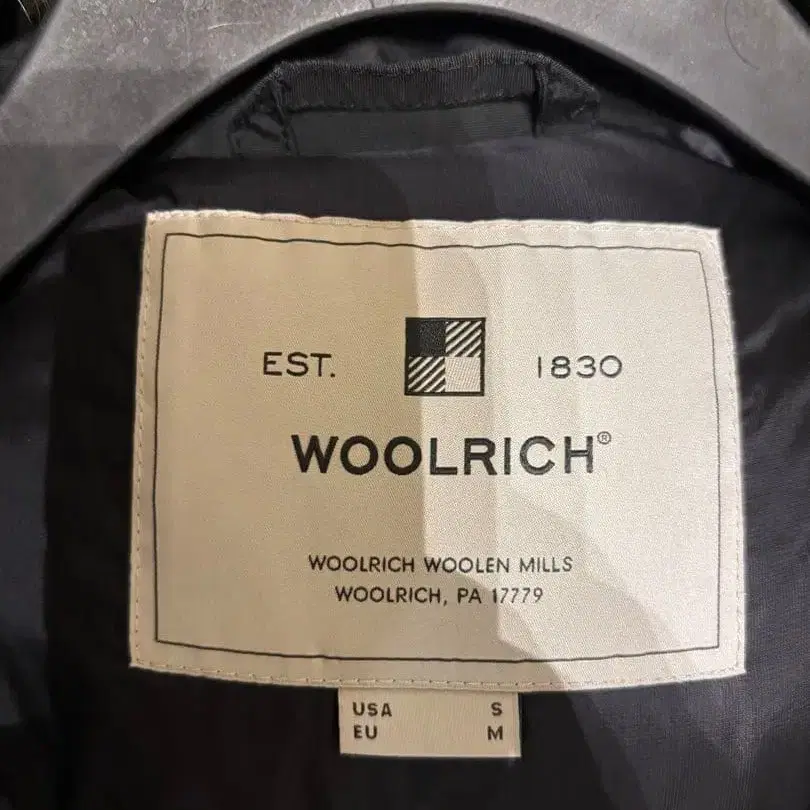 EST. 1830
WOOLRICH®
WOOLRICH WOOLEN MILLS
WOOLRICH, PA 17779
USA S
EU M